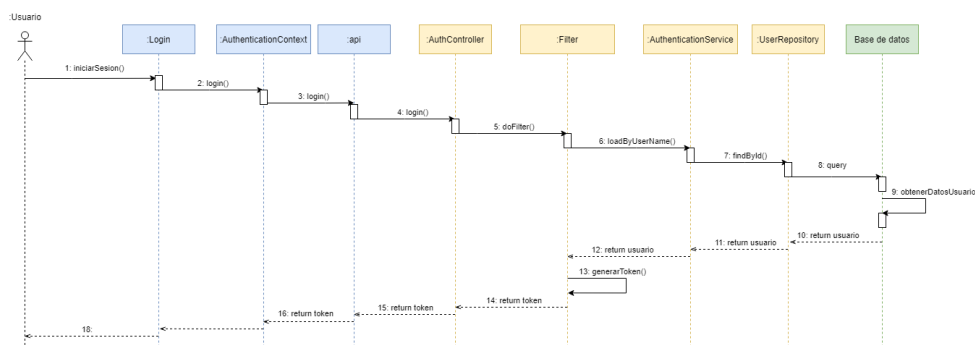 :Usuario
:Login
:AuthenticationContext
:api
:AuthController
:Filter
:AuthenticationService
:UserRepository
Base de datos
1: iniciarSesion()
2: login()
3: login()
4: login()
5: doFilter()
6: loadByUserName()
7: findById()
8: query
9: obtenerDatosUsuario
10: return usuario
11: return usuario
12: return usuario
13: generarToken()
14: return token
15: return token
16: return token
18: